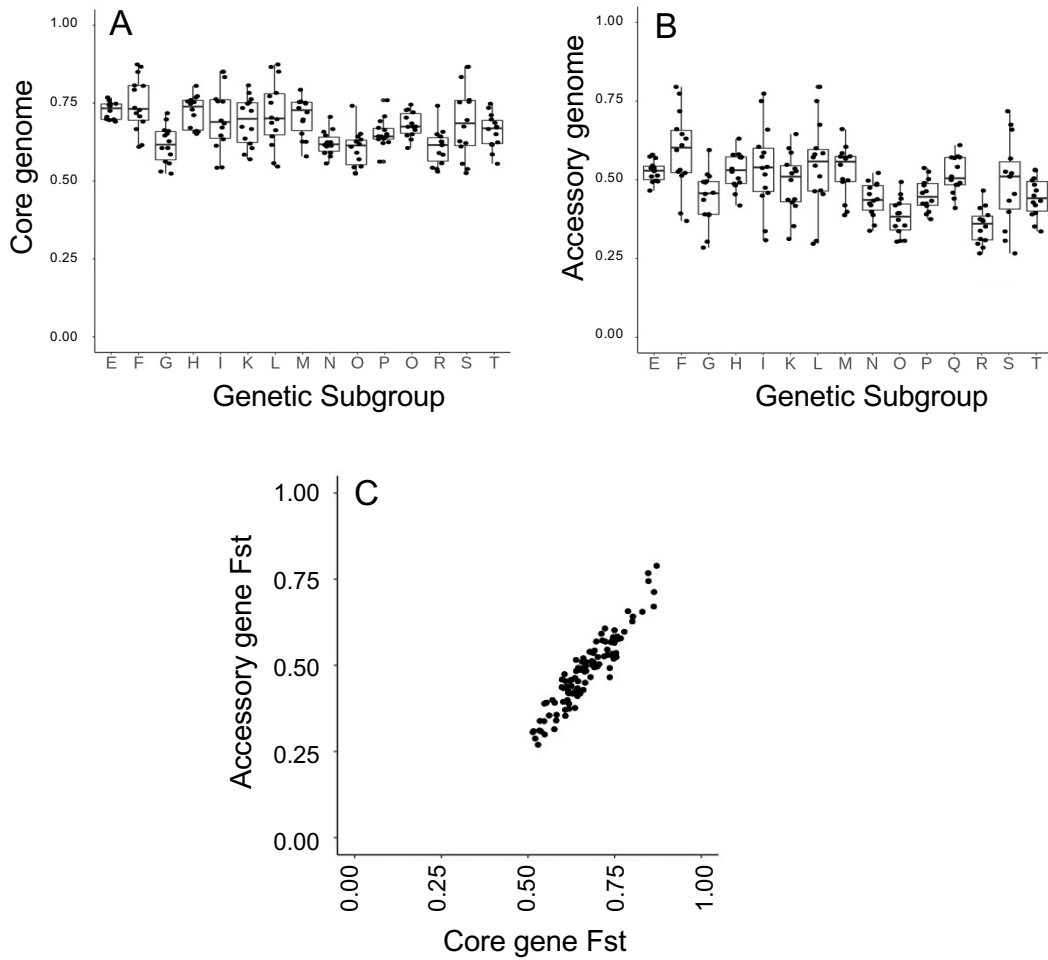 A
Core genome
1.00
0.75
0.50
0.25
0.00
E F G H I K L M N O P O R S T
Genetic Subgroup
B
Accessory genome
1.00
0.75
0.50
0.25
0.00
E F G H I K L M N O P Q R S T
Genetic Subgroup
C
Accessory gene Fst
1.00
0.75
0.50
0.25
0.00
0.00 0.25 0.50 0.75 1.00
Core gene Fst